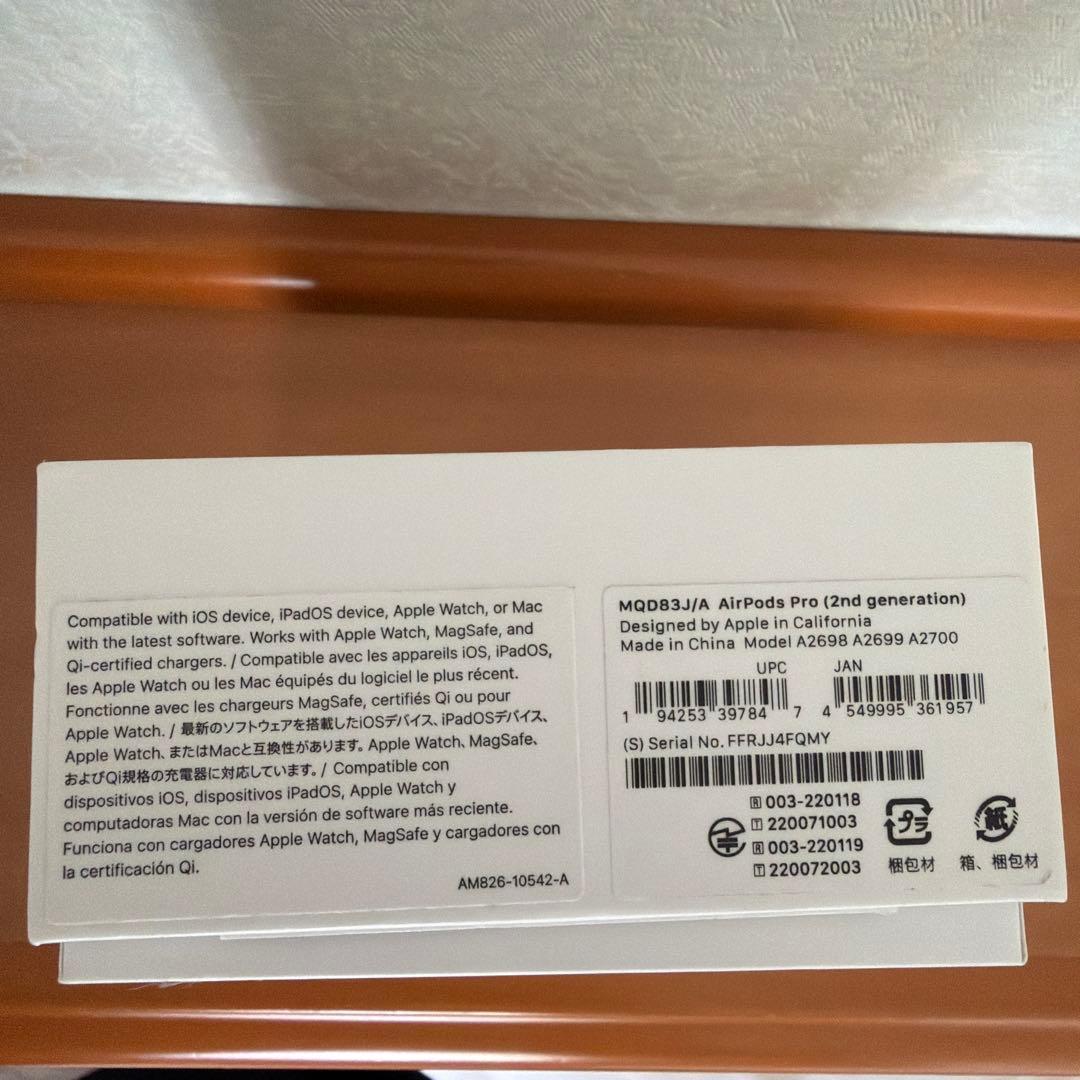 Compatible with iOS device, iPadOS device, Apple Watch, or Mac
with the latest software. Works with Apple Watch, MagSafe, and
Qi-certified chargers. / Compatible avec les appareils iOS, iPadOS,
les Apple Watch ou les Mac équipés du logiciel le plus récent.
Fonctionne avec les chargeurs MagSafe, certifiés Qi ou pour
Apple Watch. / 最新のソフトウェアを搭載したiOSデバイス、iPadOSデバイス、
Apple Watch、またはMacと互換性があります。Apple Watch、MagSafe、
およびQi規格の充電器に対応しています。/ Compatible con
dispositivos iOS, dispositivos iPadOS, Apple Watch y
computadoras Mac con la versión de software más reciente.
Funciona con cargadores Apple Watch, MagSafe y cargadores con
la certificación Qi.
AM826-10542-A
MQD83J/A AirPods Pro (2nd generation)
Designed by Apple in California
Made in China Model A2698 A2699 A2700
UPC JAN
1 94253 39784 7 4 549995 361957
(S) Serial No. FFRJJ4FQMY
R 003-220118
T 220071003
R 003-220119
T 220072003
プラ 紙
梱包材 箱、梱包材